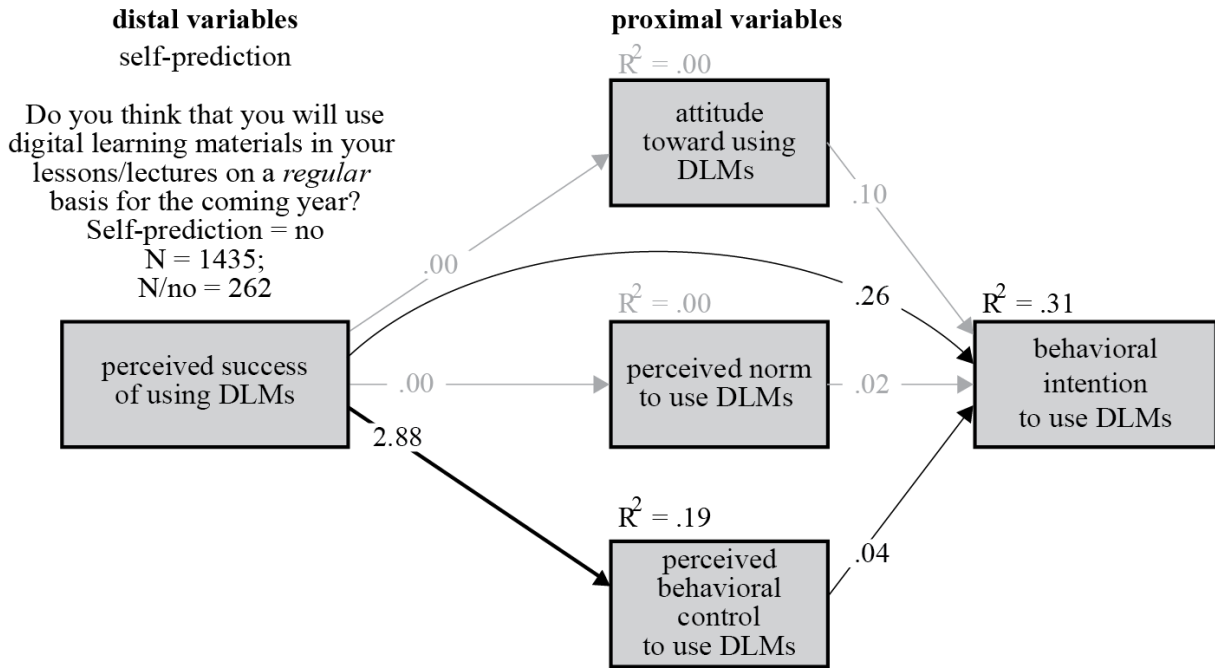 distal variables
self-prediction
Do you think that you will use
digital learning materials in your
lessons/lectures on a regular
basis for the coming year?
Self-prediction = no
N = 1435;
N/no = 262
perceived success
of using DLMs
proximal variables
R² = .00
attitude
toward using
DLMs
.10
.00
.26
R² = .00
perceived norm
to use DLMs
.00
.02
R² = .31
behavioral
intention
to use DLMs
2.88
R² = .19
perceived
behavioral
control
to use DLMs
.04